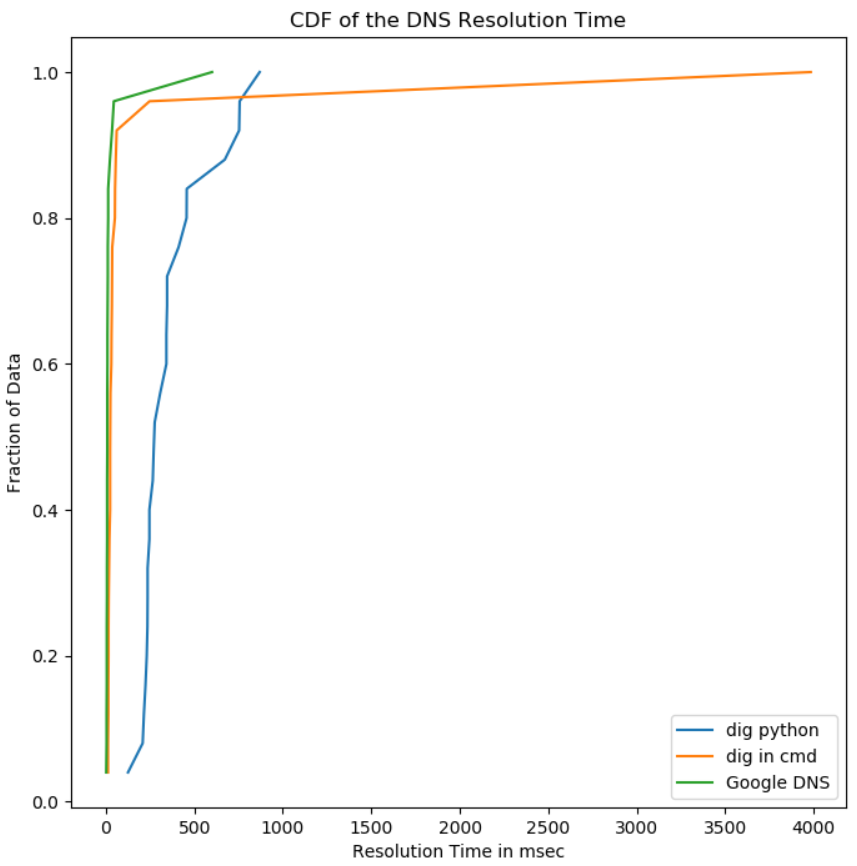 CDF of the DNS Resolution Time
1.0
0.8
0.6
0.4
0.2
0.0
Fraction of Data
dig python
dig in cmd
Google DNS
0 500 1000 1500 2000 2500 3000 3500 4000
Resolution Time in msec